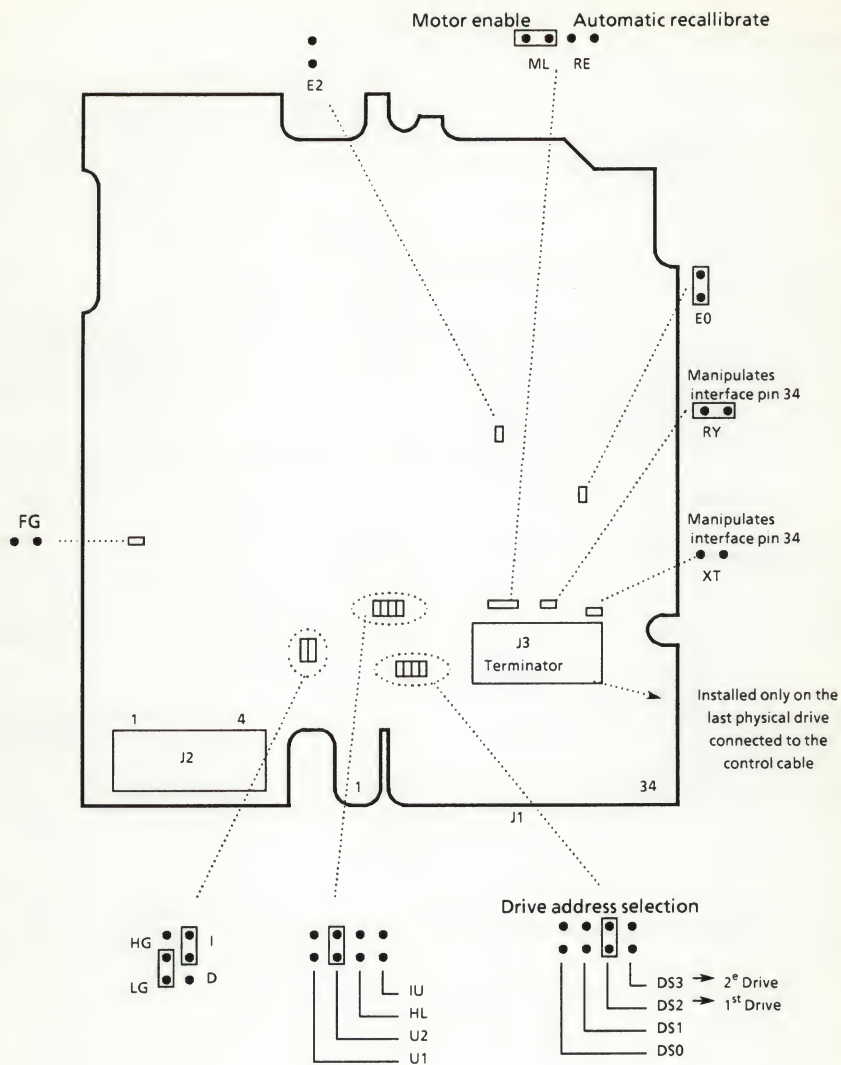 Motor enable
Automatic recallibrate
ML
RE
E2
E0
Manipulates
interface pin 34
RY
FG
Manipulates
interface pin 34
XT
J3
Terminator
Installed only on the
last physical drive
connected to the
control cable
1
4
J2
1
34
J1
Drive address selection
HG
I
LG
D
IU
HL
U2
U1
DS3
2e Drive
DS2
1st Drive
DS1
DS0